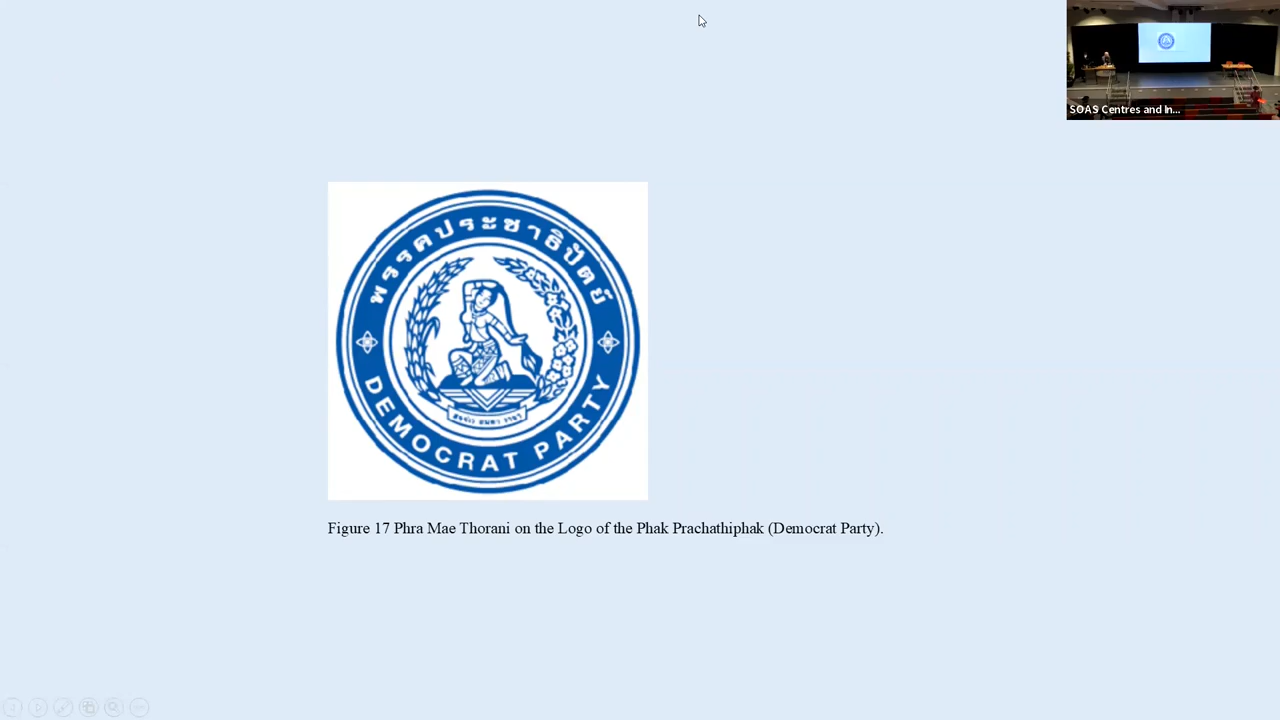 SOAS Centres and In...
พรรคประชาธิปัตย์
DEMOCRAT PARTY
Figure 17 Phra Mae Thorani on the Logo of the Phak Prachathiphak (Democrat Party).